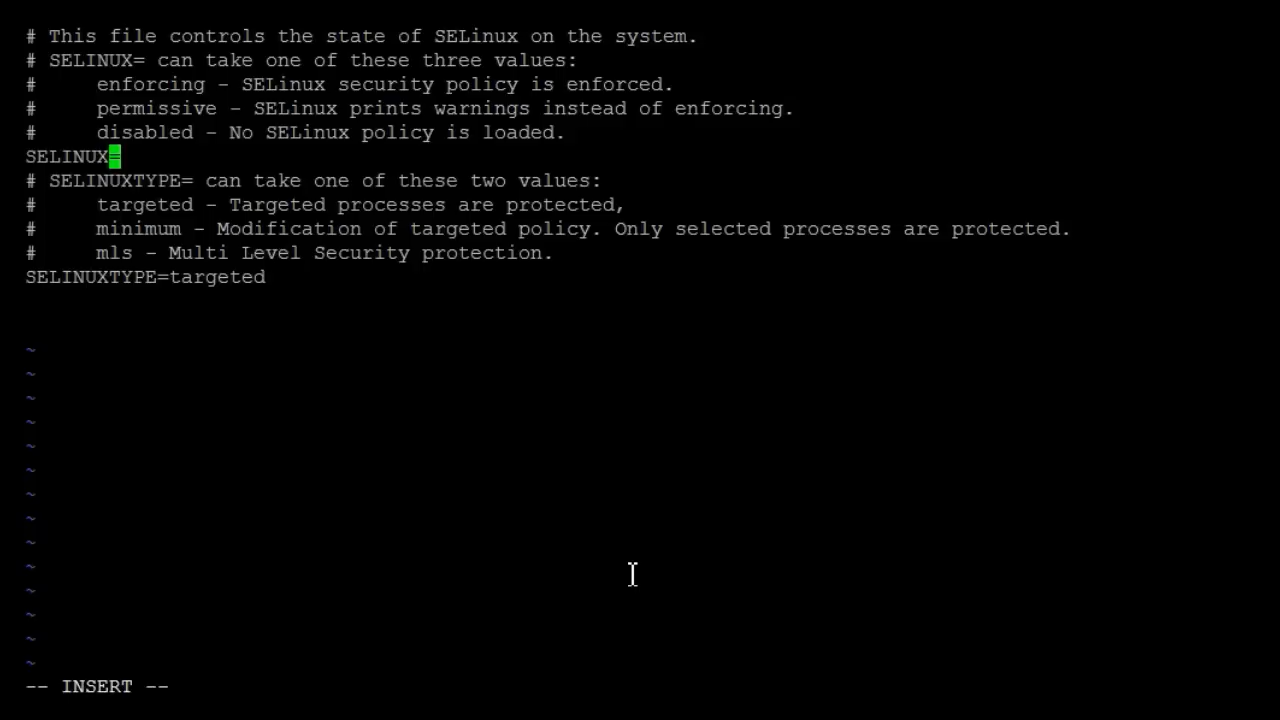 # This file controls the state of SELinux on the system.
# SELINUX= can take one of these three values:
#     enforcing - SELinux security policy is enforced.
#     permissive - SELinux prints warnings instead of enforcing.
#     disabled - No SELinux policy is loaded.
SELINUX=
# SELINUXTYPE= can take one of these two values:
#     targeted - Targeted processes are protected,
#     minimum - Modification of targeted policy. Only selected processes are protected.
#     mls - Multi Level Security protection.
SELINUXTYPE=targeted
~
~
~
~
~
~
~
~
~
~
~
~
~
~
-- INSERT --